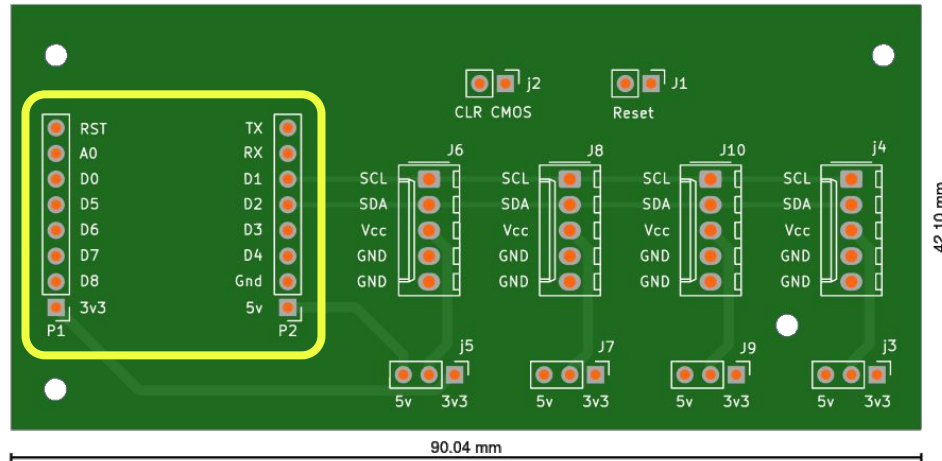 j2
J1
CLR CMOS
Reset
RST
TX
A0
RX
D0
D1
D5
D2
D6
D3
D7
D4
D8
Gnd
3v3
5v
P1
P2
J6
SCL
SDA
Vcc
GND
GND
J8
SCL
SDA
Vcc
GND
GND
J10
SCL
SDA
Vcc
GND
GND
j4
SCL
SDA
Vcc
GND
GND
j5
5v 3v3
J7
5v 3v3
J9
5v 3v3
j3
5v 3v3
42.10 mm
90.04 mm